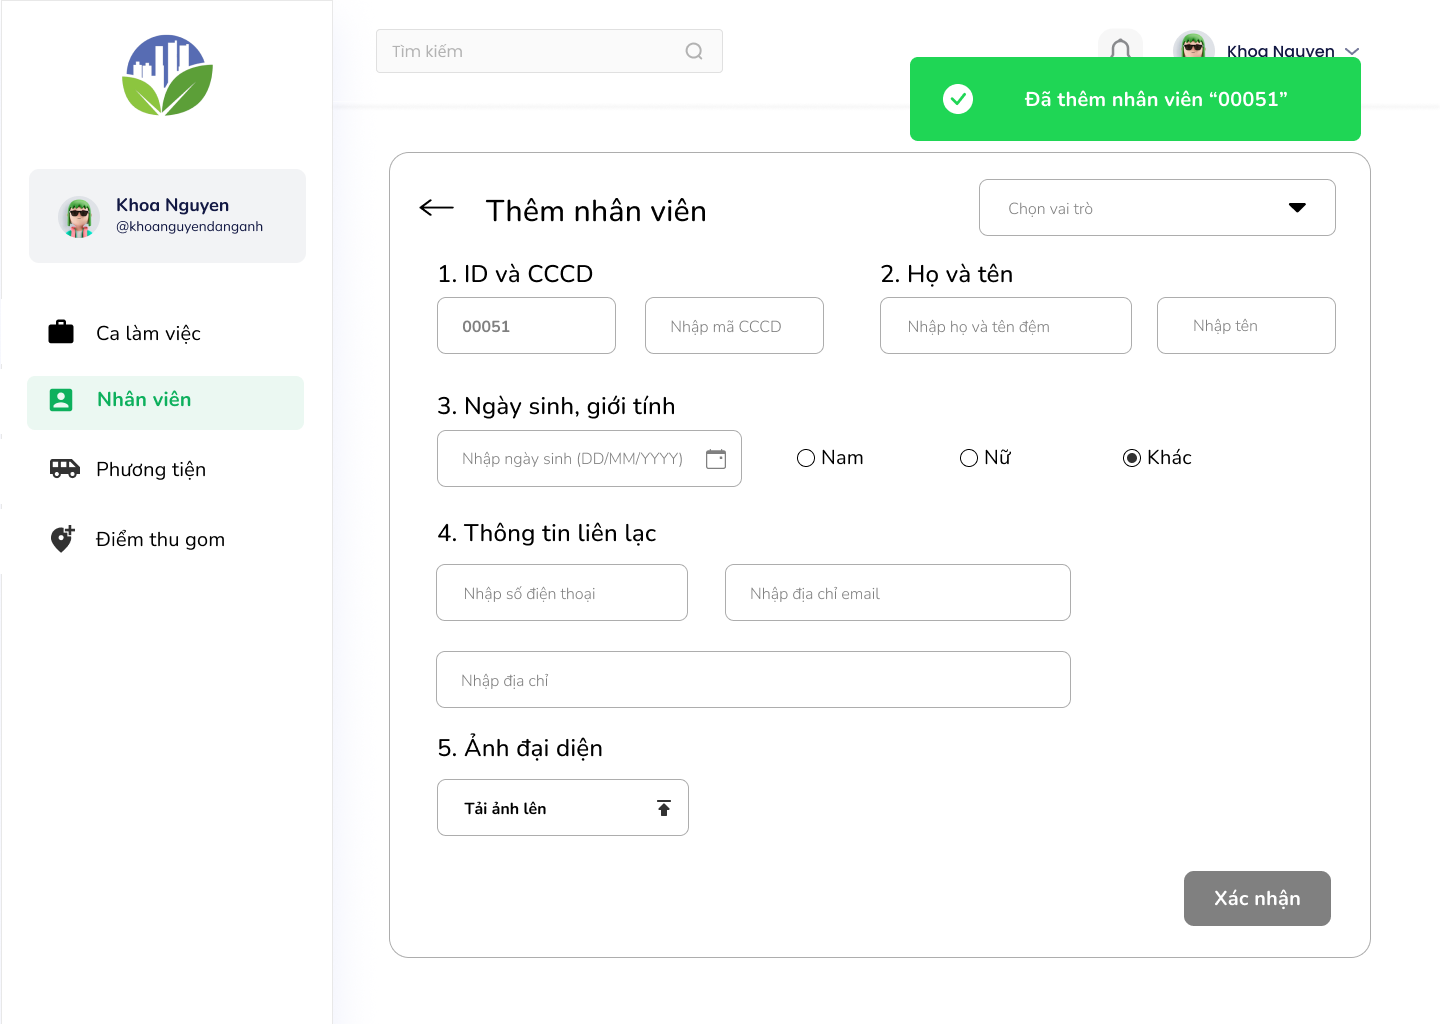 Tìm kiếm
Khoa Nguyen
Đã thêm nhân viên “00051”
Khoa Nguyen
@khoanguyendanganh
Ca làm việc
Nhân viên
Phương tiện
Điểm thu gom
Thêm nhân viên
Chọn vai trò
1. ID và CCCD
2. Họ và tên
00051
Nhập mã CCCD
Nhập họ và tên đệm
Nhập tên
3. Ngày sinh, giới tính
Nhập ngày sinh (DD/MM/YYYY)
Nam
Nữ
Khác
4. Thông tin liên lạc
Nhập số điện thoại
Nhập địa chỉ email
Nhập địa chỉ
5. Ảnh đại diện
Tải ảnh lên
Xác nhận